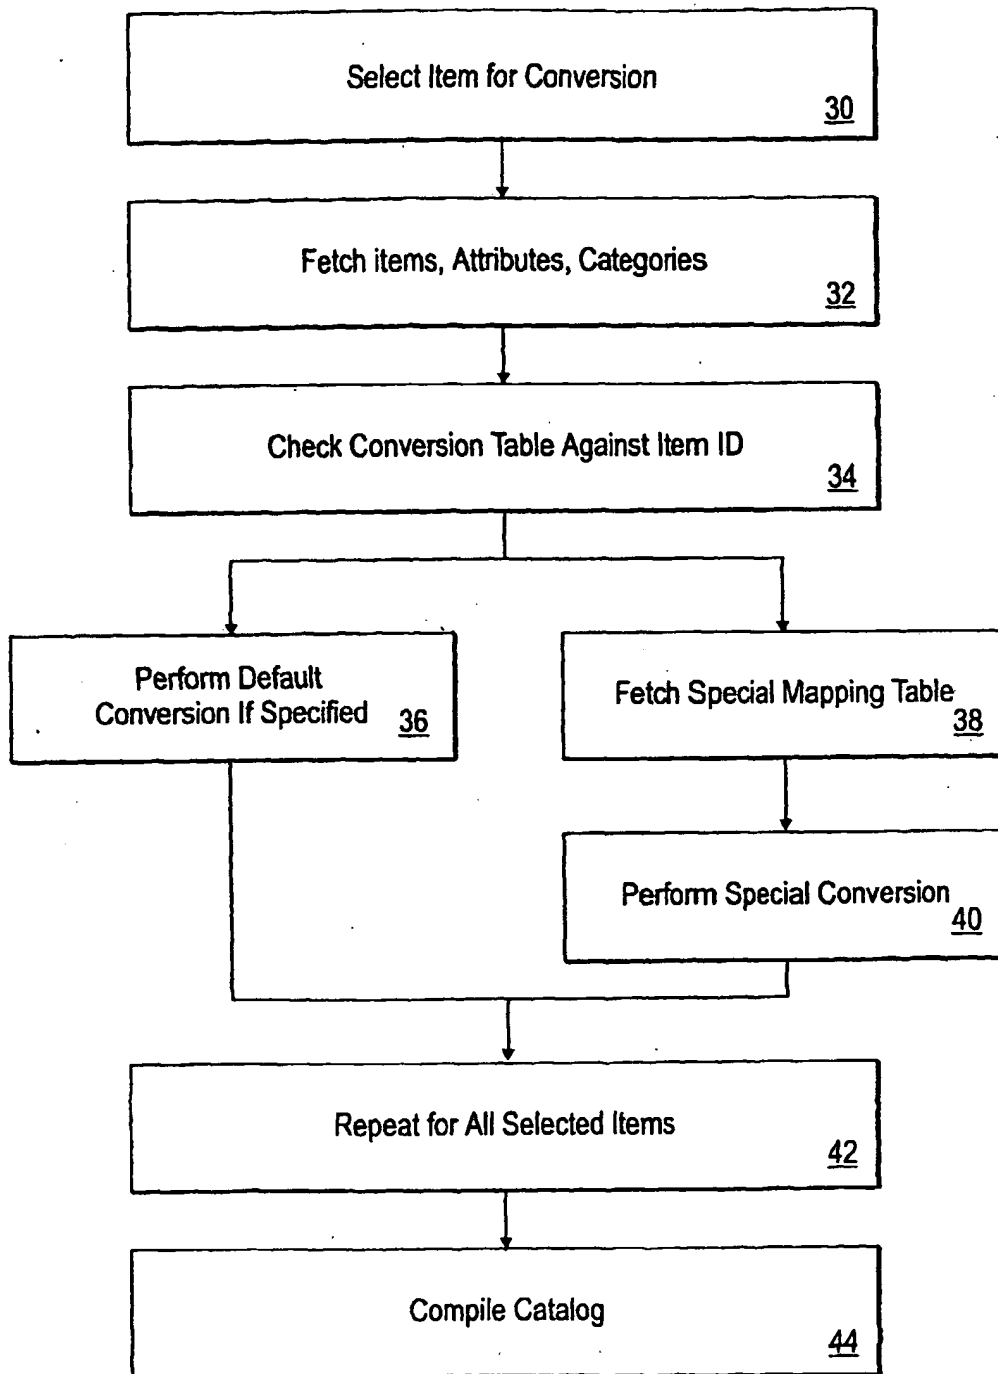 Select Item for Conversion
30
Fetch items, Attributes, Categories
32
Check Conversion Table Against Item ID
34
Perform Default
Conversion If Specified
36
Fetch Special Mapping Table
38
Perform Special Conversion
40
Repeat for All Selected Items
42
Compile Catalog
44